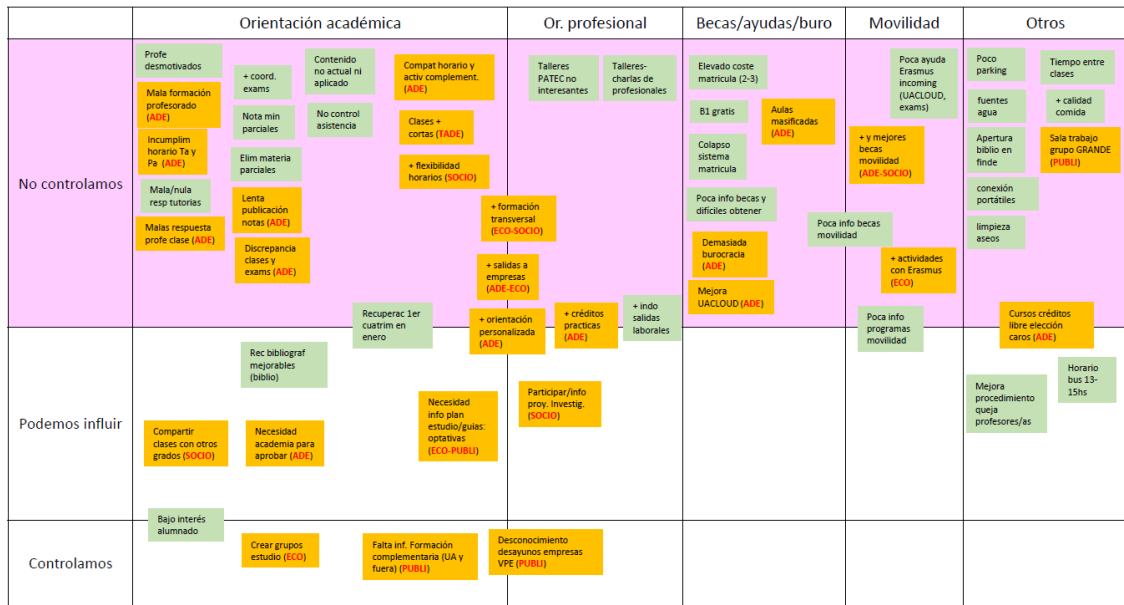 Orientación académica
Or. profesional
Becas/ayudas/buro
Movilidad
Otros
No controlamos
Profe
desmotivados
Mala formación
profesorado
(ADE)
Incumplim
horario Ta y
Pa (ADE)
Mala/nula
resp tutorias
Malas respuesta
profe clase (ADE)
+ coord.
exams
Nota min
parciales
Elim materia
parciales
Lenta
publicación
notas (ADE)
Discrepancia
clases y
exams (ADE)
Contenido
no actual ni
aplicado
No control
asistencia
Compat horario y
activ complement.
(ADE)
Clases +
cortas (TADE)
+ flexibilidad
horarios (SOCIO)
+ formación
transversal
(ECO-SOCIO)
+ salidas a
empresas
(ADE-ECO)
Recuperac 1er
cuatrim en
enero
+ orientación
personalizada
(ADE)
Talleres
PATEC no
interesantes
Talleres-
charlas de
profesionales
+ créditos
practicas
(ADE)
+ indo
salidas
laborales
Elevado coste
matricula (2-3)
B1 gratis
Aulas
masificadas
(ADE)
Colapso
sistema
matricula
Poca info becas y
difíciles obtener
Demasiada
burocracia
(ADE)
Mejora
UACLOUD (ADE)
Poca ayuda
Erasmus
incoming
(UACLOUD,
exams)
+ y mejores
becas
movilidad
(ADE-SOCIO)
Poca info becas
movilidad
+ actividades
con Erasmus
(ECO)
Poca info
programas
movilidad
Poco
parking
Tiempo entre
clases
fuentes
agua
+ calidad
comida
Apertura
biblio en
finde
Sala trabajo
grupo GRANDE
(PUBLI)
conexión
portátiles
limpieza
aseos
Cursos créditos
libre elección
caros (ADE)
Podemos influir
Rec bibliograf
mejorables
(biblio)
Compartir
clases con otros
grados (SOCIO)
Necesidad
academia para
aprobar (ADE)
Necesidad
info plan
estudio/guias:
optativas
(ECO-PUBLI)
Participar/info
proy. Investig.
(SOCIO)
Mejora
procedimiento
queja
profesores/as
Horario
bus 13-
15hs
Controlamos
Bajo interés
alumnado
Crear grupos
estudio (ECO)
Falta inf. Formación
complementaria (UA y
fuera) (PUBLI)
Desconocimiento
desayunos empresas
VPE (PUBLI)